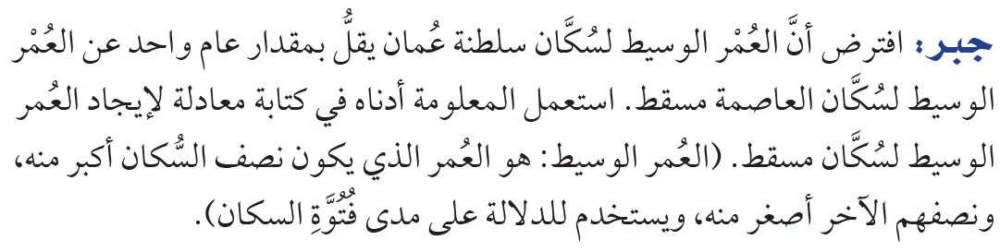 جبر: افترض أنَّ العُمْر الوسيط لسُكَّان سلطنة عُمان يقلُّ بمقدار عام واحد عن العُمْر
الوسيط لسُكَّان العاصمة مسقط. استعمل المعلومة أدناه في كتابة معادلة لإيجاد العُمر
الوسيط لسُكَّان مسقط. (العُمر الوسيط: هو العُمر الذي يكون نصف السُّكان أكبر منه،
ونصفهم الآخر أصغر منه، ويستخدم للدلالة على مدى فُتُوَّةِ السكان).